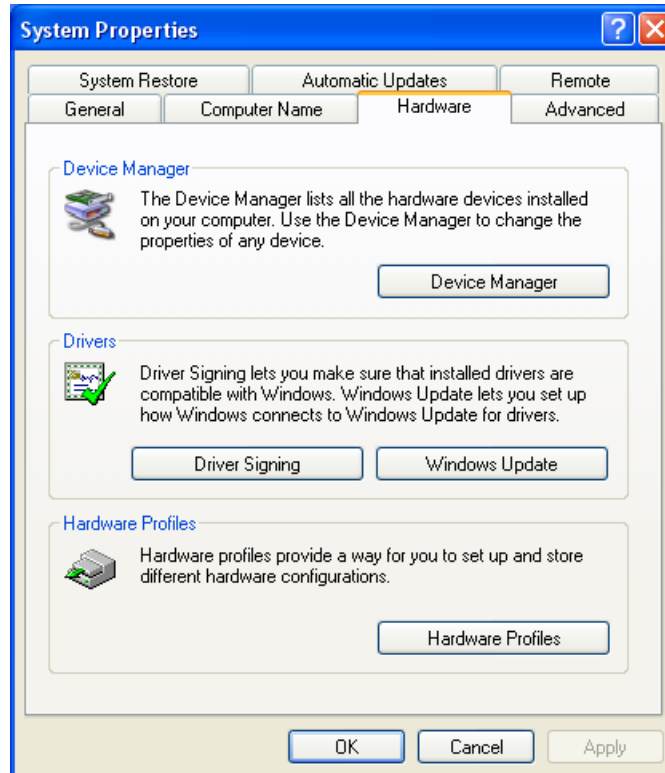 System Properties
System Restore Automatic Updates Remote
General Computer Name Hardware Advanced
Device Manager
The Device Manager lists all the hardware devices installed
on your computer. Use the Device Manager to change the
properties of any device.
Device Manager
Drivers
Driver Signing lets you make sure that installed drivers are
compatible with Windows. Windows Update lets you set up
how Windows connects to Windows Update for drivers.
Driver Signing Windows Update
Hardware Profiles
Hardware profiles provide a way for you to set up and store
different hardware configurations.
Hardware Profiles
OK Cancel Apply